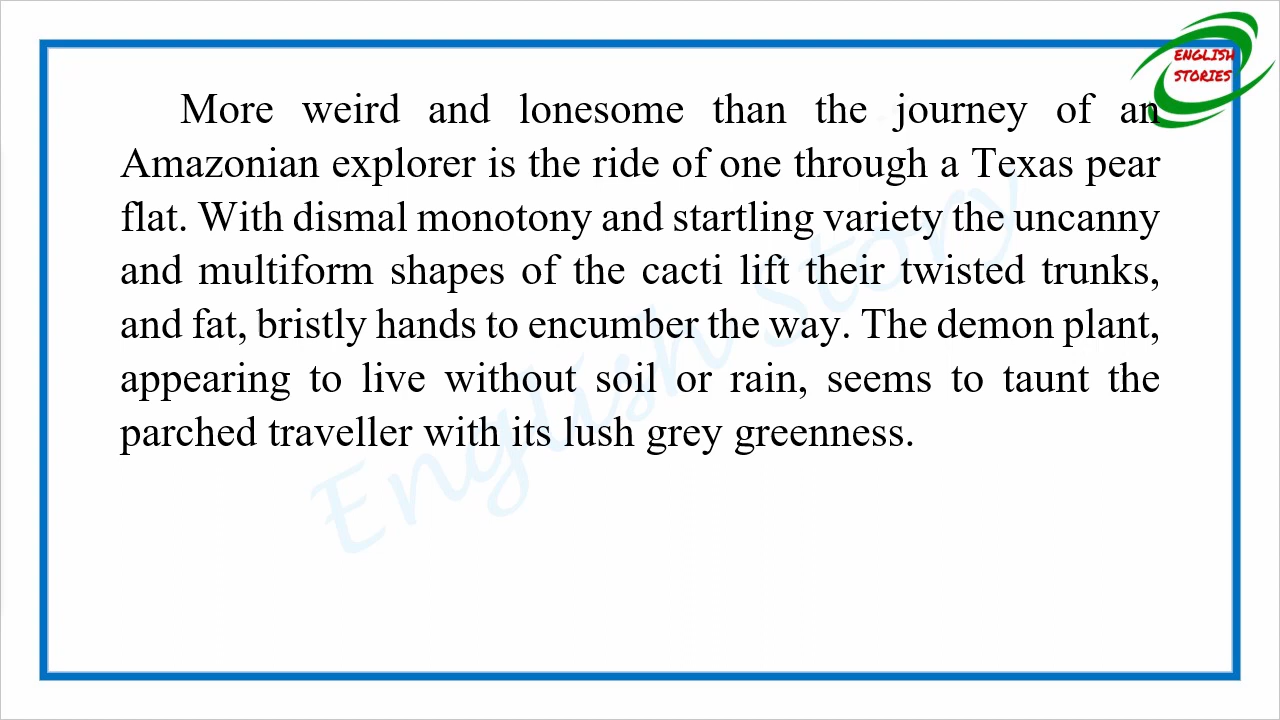 ENGLISH
STORIES
More weird and lonesome than the journey of an
Amazonian explorer is the ride of one through a Texas pear
flat. With dismal monotony and startling variety the uncanny
and multiform shapes of the cacti lift their twisted trunks,
and fat, bristly hands to encumber the way. The demon plant,
appearing to live without soil or rain, seems to taunt the
parched traveller with its lush grey greenness.
English Story